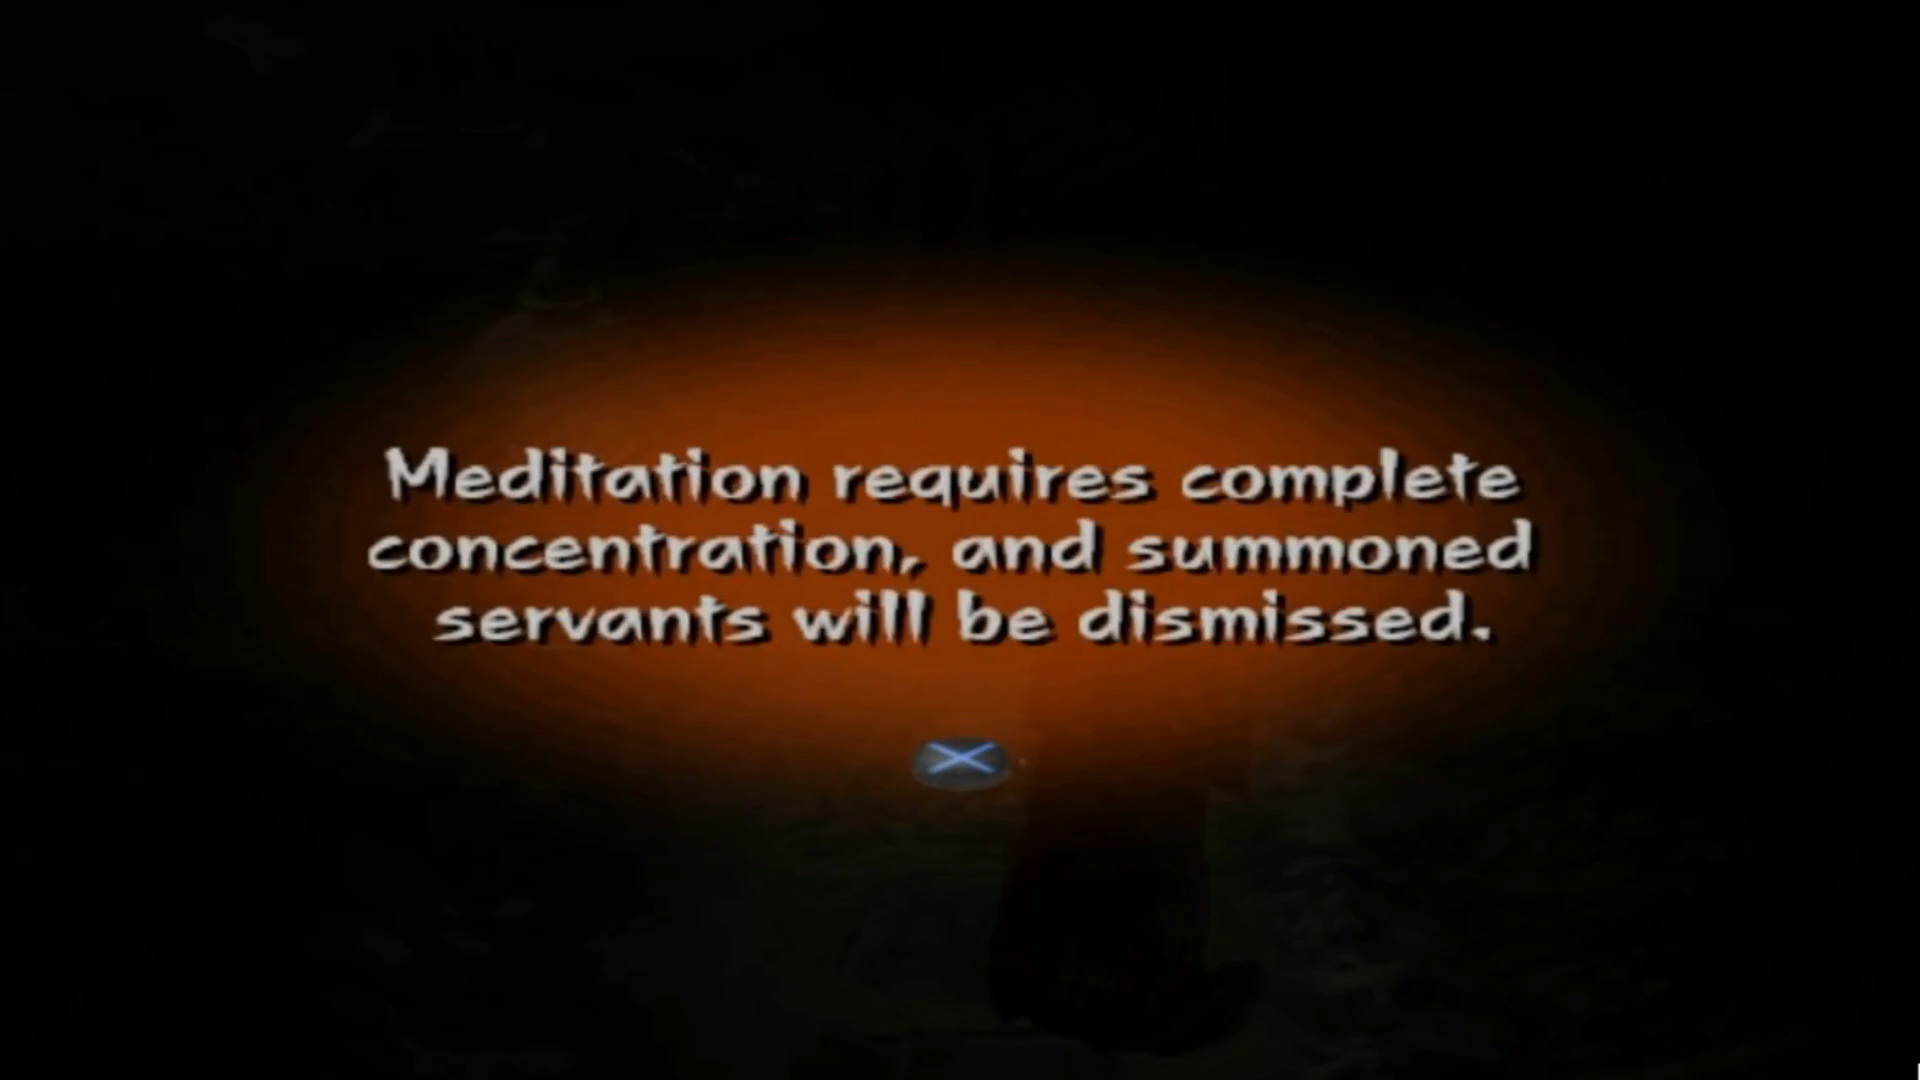 Meditation requires complete
concentration, and summoned
servants will be dismissed.